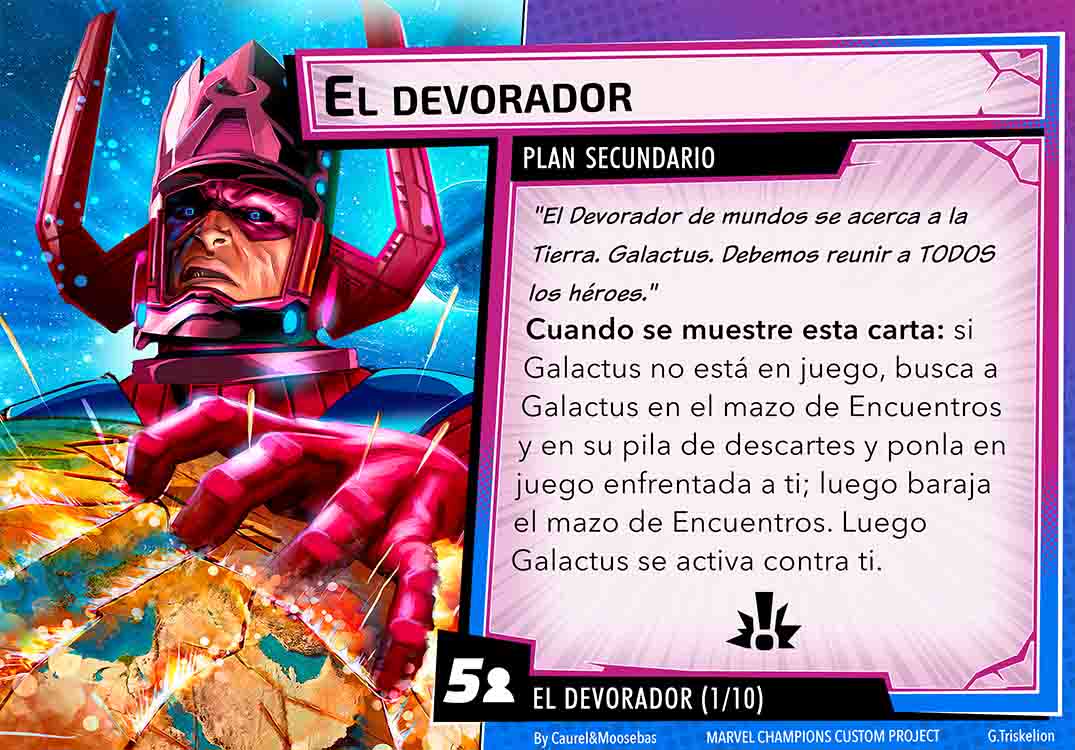 EL DEVORADOR
PLAN SECUNDARIO
"El Devorador de mundos se acerca a la
Tierra. Galactus. Debemos reunir a TODOS
los héroes."
Cuando se muestre esta carta: si
Galactus no está en juego, busca a
Galactus en el mazo de Encuentros
y en su pila de descartes y ponla en
juego enfrentada a ti; luego baraja
el mazo de Encuentros. Luego
Galactus se activa contra ti.
5
EL DEVORADOR (1/10)
By Caurel&Moosebas MARVEL CHAMPIONS CUSTOM PROJECT G.Triskelion